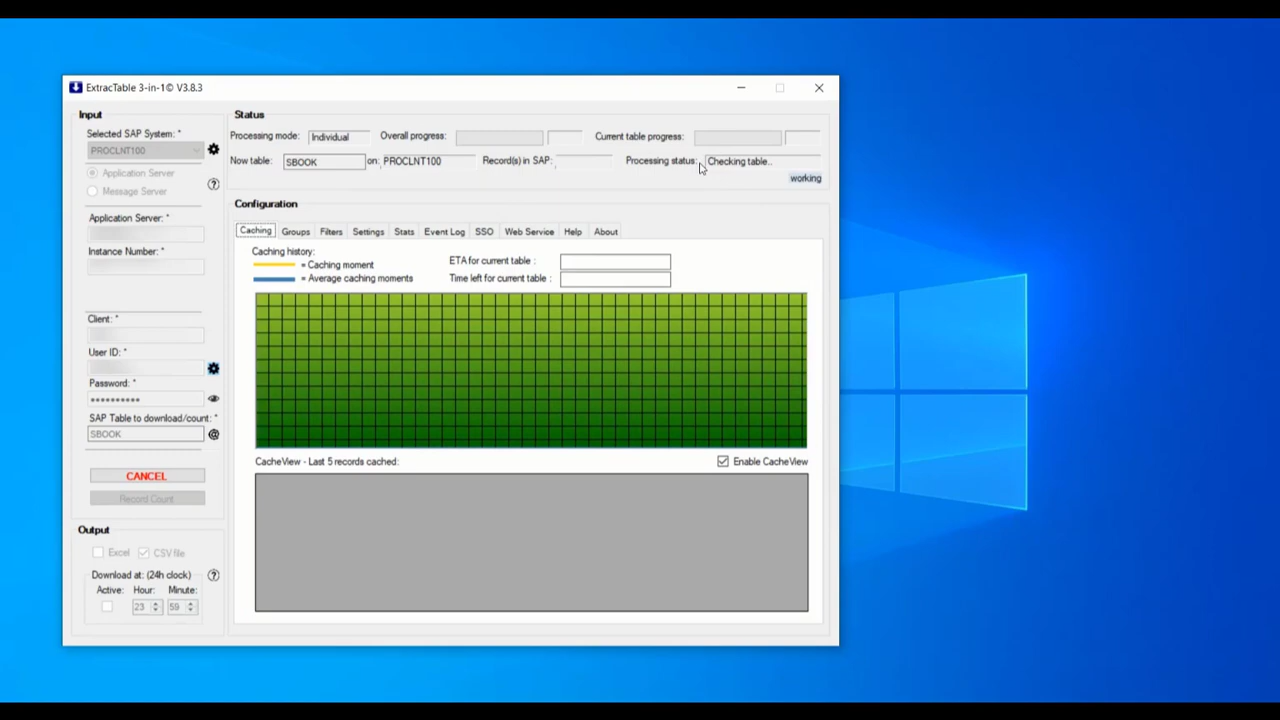 ExtracTable 3-in-1© V3.8.3
Input
Selected SAP System: *
PROCLNT100
Application Server
Message Server
Application Server: *
Instance Number: *
Client: *
User ID: *
Password: *
••••••••••
SAP Table to download/count: *
SBOOK
@
CANCEL
Record Count
Output
Excel
CSV file
Download at: (24h clock)
Active: Hour: Minute:
23 59
Status
Processing mode: Individual Overall progress: Current table progress:
Now table: SBOOK on: PROCLNT100 Record(s) in SAP: Processing status: Checking table..
working
Configuration
Caching Groups Filters Settings Stats Event Log SSO Web Service Help About
Caching history:
= Caching moment
= Average caching moments
ETA for current table :
Time left for current table :
CacheView - Last 5 records cached: Enable CacheView